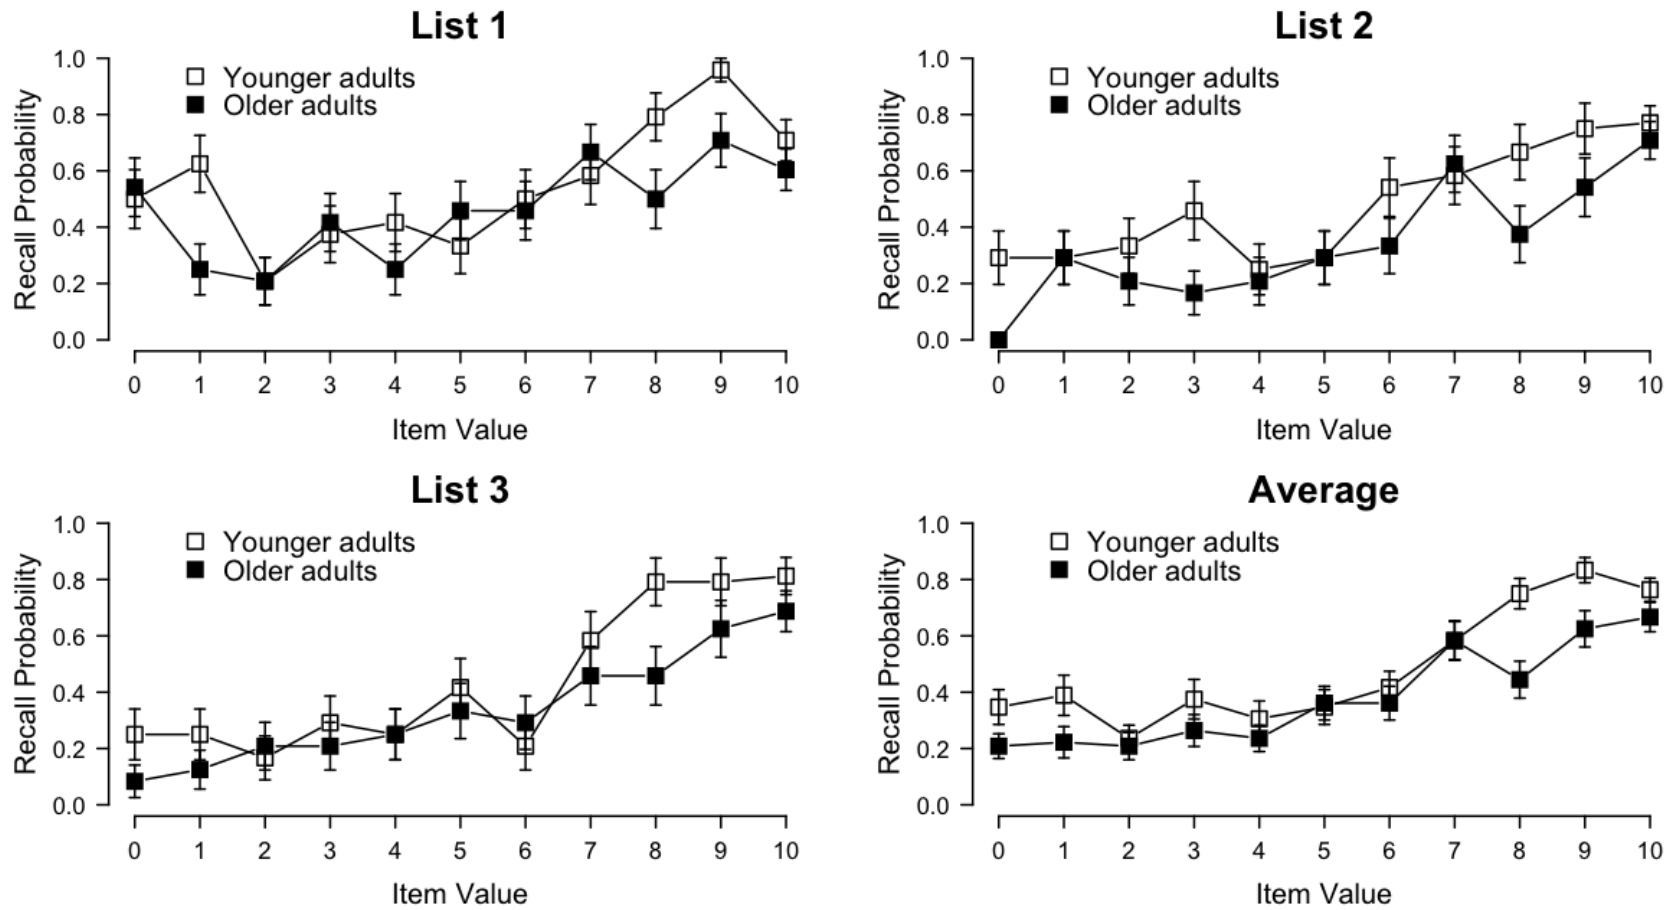 List 1
1.0
0.8
0.6
0.4
0.2
0.0
Recall Probability
Younger adults
Older adults
0 1 2 3 4 5 6 7 8 9 10
Item Value
List 2
1.0
0.8
0.6
0.4
0.2
0.0
Recall Probability
Younger adults
Older adults
0 1 2 3 4 5 6 7 8 9 10
Item Value
List 3
1.0
0.8
0.6
0.4
0.2
0.0
Recall Probability
Younger adults
Older adults
0 1 2 3 4 5 6 7 8 9 10
Item Value
Average
1.0
0.8
0.6
0.4
0.2
0.0
Recall Probability
Younger adults
Older adults
0 1 2 3 4 5 6 7 8 9 10
Item Value